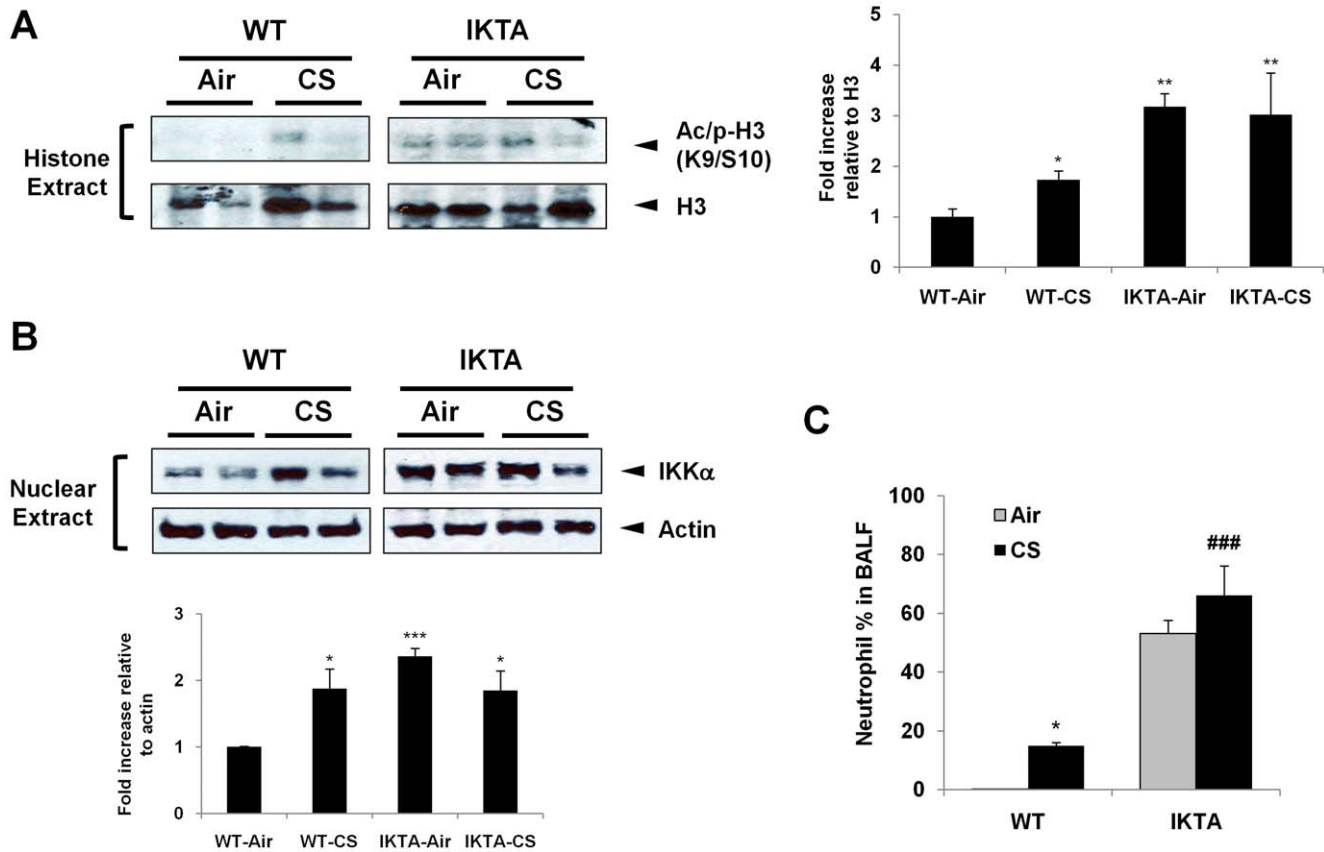 A
WT
IKTA
Air
CS
Air
CS
Histone
Extract
Ac/p-H3
(K9/S10)
H3
Fold increase
relative to H3
5
4
3
2
1
0
*
**
**
WT-Air
WT-CS
IKTA-Air
IKTA-CS
B
WT
IKTA
Air
CS
Air
CS
Nuclear
Extract
IKKα
Actin
Fold increase relative
to actin
3
2
1
0
*
***
*
WT-Air
WT-CS
IKTA-Air
IKTA-CS
C
Neutrophil % in BALF
100
80
60
40
20
0
Air
CS
*
###
WT
IKTA